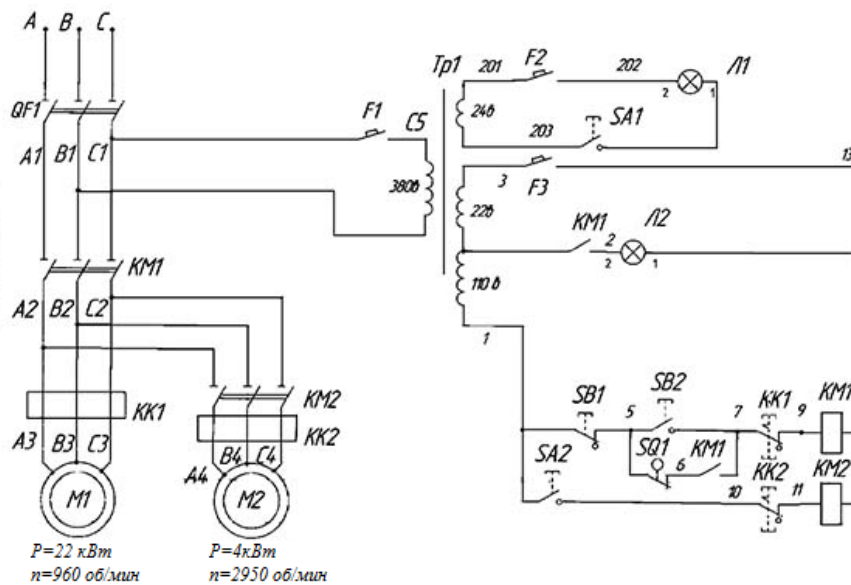 A B C
QF1
A1 B1 C1
F1
C5
380в
Тр1
201 F2 202 Л1
2 1
24в
203 SA1
3 F3 13
22в
KM1 2 Л2
2 1
110 в
1
KM1
A2 B2 C2
KK1
KM2
KK2
A3 B3 C3
A4 B4 C4
M1
M2
P=22 кВт
n=960 об/мин
P=4кВт
n=2950 об/мин
SB1 5 SB2 7 KK1 9 KM1
SQ1 6 KM1
SA2 10 KK2 11 KM2